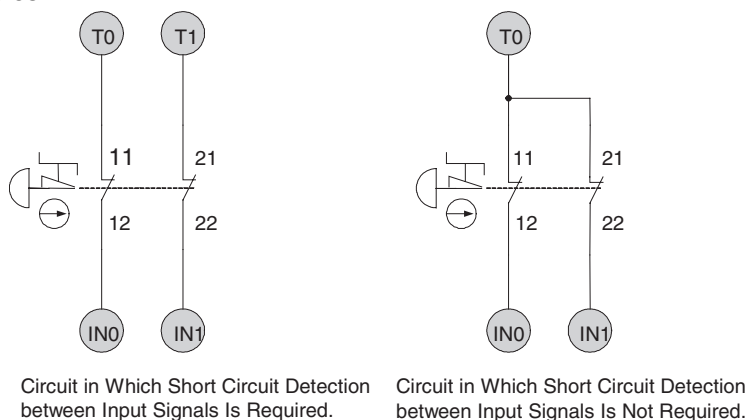 T0 T1 T0
11 21 11 21
12 22 12 22
IN0 IN1 IN0 IN1
Circuit in Which Short Circuit Detection
between Input Signals Is Required.
Circuit in Which Short Circuit Detection
between Input Signals Is Not Required.